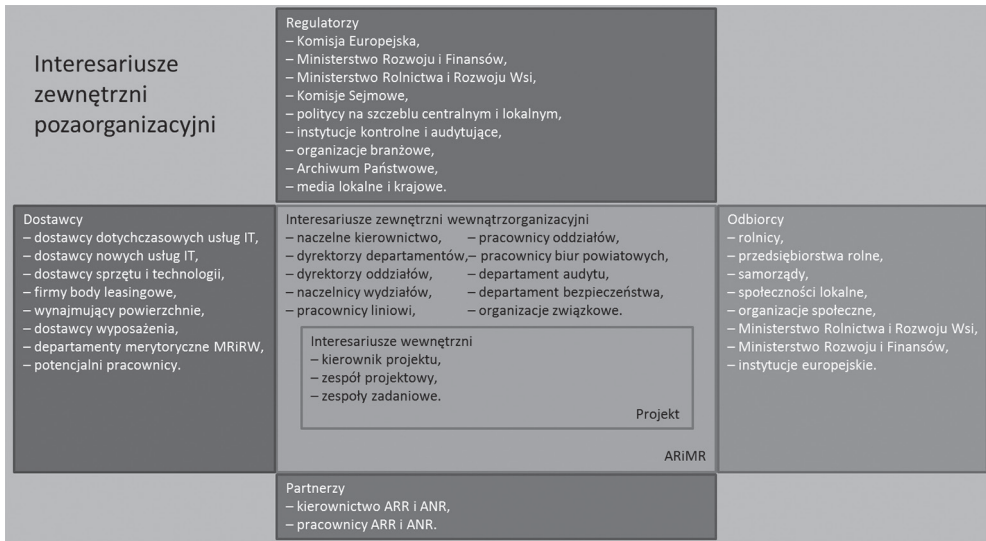 Interesariusze
zewnętrzni
pozaorganizacyjni
Regulatorzy
– Komisja Europejska,
– Ministerstwo Rozwoju i Finansów,
– Ministerstwo Rolnictwa i Rozwoju Wsi,
– Komisje Sejmowe,
– politycy na szczeblu centralnym i lokalnym,
– instytucje kontrolne i audytujące,
– organizacje branżowe,
– Archiwum Państwowe,
– media lokalne i krajowe.
Dostawcy
– dostawcy dotychczasowych usług IT,
– dostawcy nowych usług IT,
– dostawcy sprzętu i technologii,
– firmy body leasingowe,
– wynajmujący powierzchnie,
– dostawcy wyposażenia,
– departamenty merytoryczne MRiRW,
– potencjalni pracownicy.
Interesariusze zewnętrzni wewnątrzorganizacyjni
– naczelne kierownictwo,
– dyrektorzy departamentów,
– dyrektorzy oddziałów,
– naczelnicy wydziałów,
– pracownicy liniowi,
– pracownicy oddziałów,
– pracownicy biur powiatowych,
– departament audytu,
– departament bezpieczeństwa,
– organizacje związkowe.
Interesariusze wewnętrzni
– kierownik projektu,
– zespół projektowy,
– zespoły zadaniowe.
Projekt
ARiMR
Odbiorcy
– rolnicy,
– przedsiębiorstwa rolne,
– samorządy,
– społeczności lokalne,
– organizacje społeczne,
– Ministerstwo Rolnictwa i Rozwoju Wsi,
– Ministerstwo Rozwoju i Finansów,
– instytucje europejskie.
Partnerzy
– kierownictwo ARR i ANR,
– pracownicy ARR i ANR.